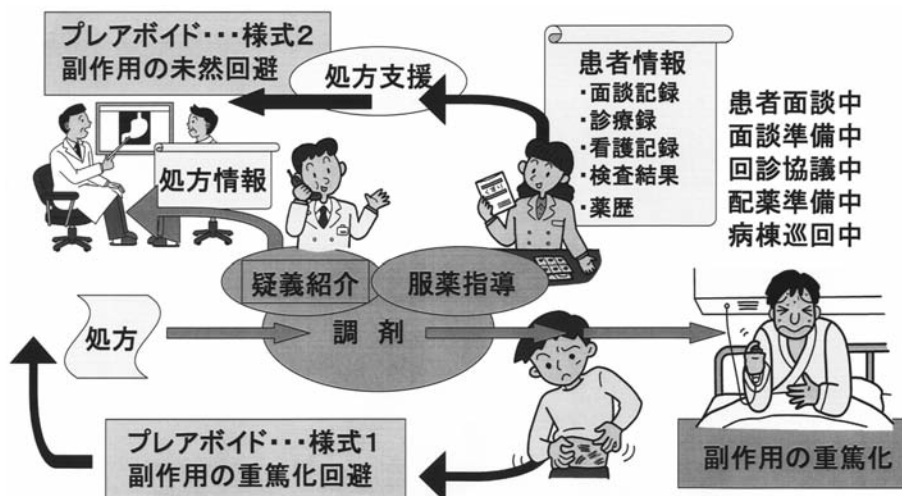 プレアボイド・・・様式2
副作用の未然回避
処方支援
患者情報
・面談記録
・診療録
・看護記録
・検査結果
・薬歴
患者面談中
面談準備中
回診協議中
配薬準備中
病棟巡回中
処方情報
疑義紹介
服薬指導
処方
調 剤
プレアボイド・・・様式1
副作用の重篤化回避
副作用の重篤化